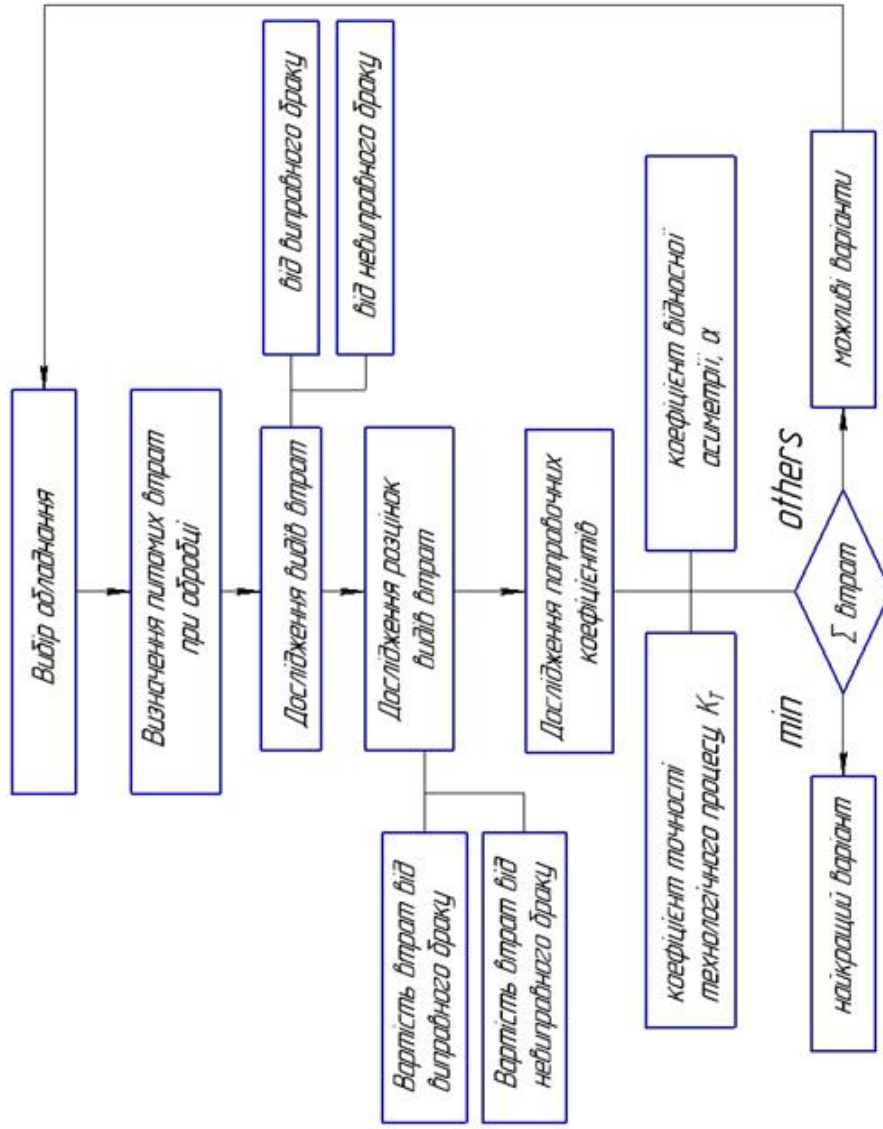 Вибір обладнання
Визначення питомих втрат
при обробці
Дослідження видів втрат
від виправного браку
від невиправного браку
Дослідження розцінок
видів втрат
Вартість втрат від
виправного браку
Вартість втрат від
невиправного браку
Дослідження поправочних
коефіцієнтів
коефіцієнт точності
технологічного процесу, Kт
коефіцієнт відносної
асиметрії, α
Σ втрат
min
others
найкращий варіант
можливі варіанти